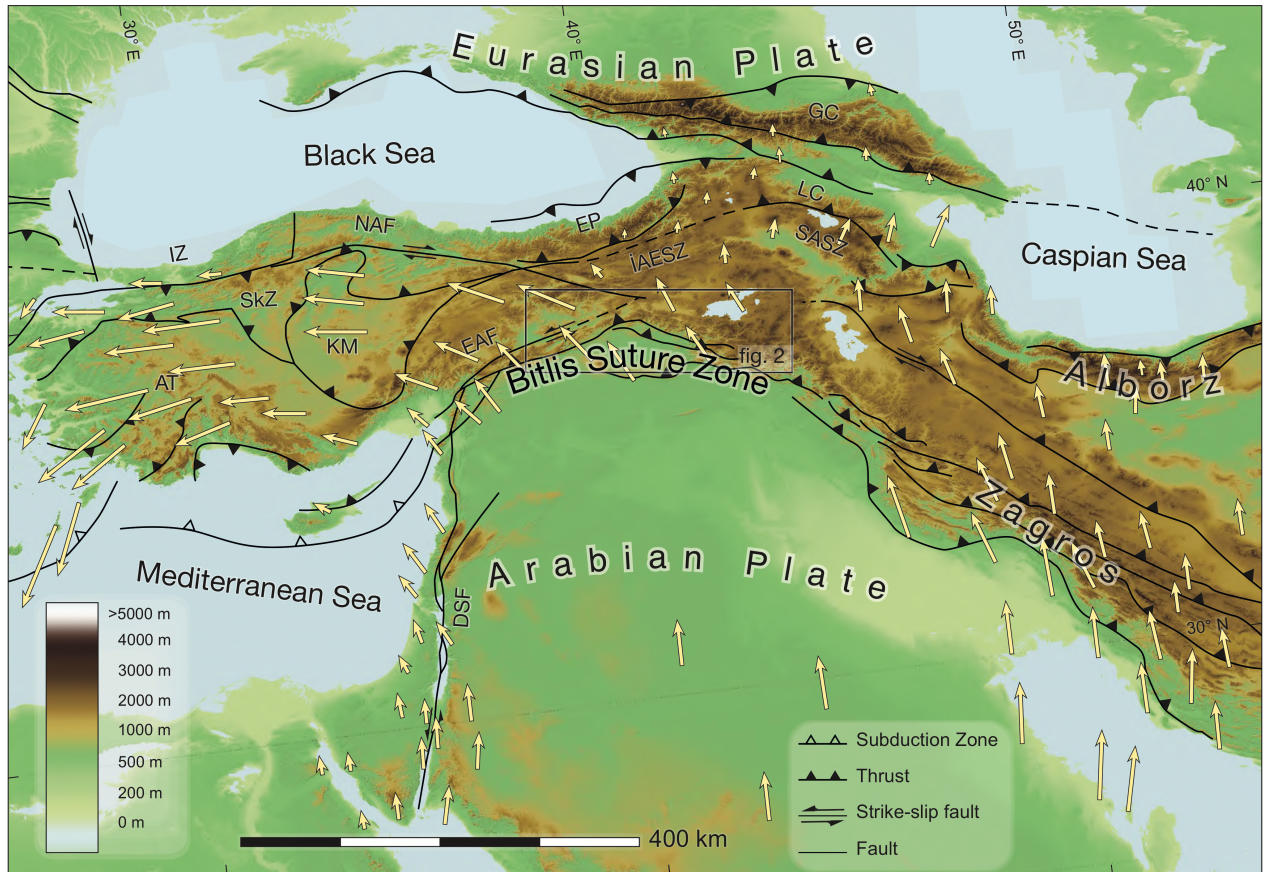 30° E
40° E
50° E
Eurasian Plate
GC
Black Sea
40° N
LC
NAF
EP
SASZ
IZ
İAESZ
Caspian Sea
SkZ
KM
EAF
fig. 2
Bitlis Suture Zone
AT
Alborz
Zagros
Arabian Plate
Mediterranean Sea
DSF
30° N
>5000 m
4000 m
3000 m
2000 m
1000 m
500 m
200 m
0 m
Subduction Zone
Thrust
Strike-slip fault
Fault
400 km